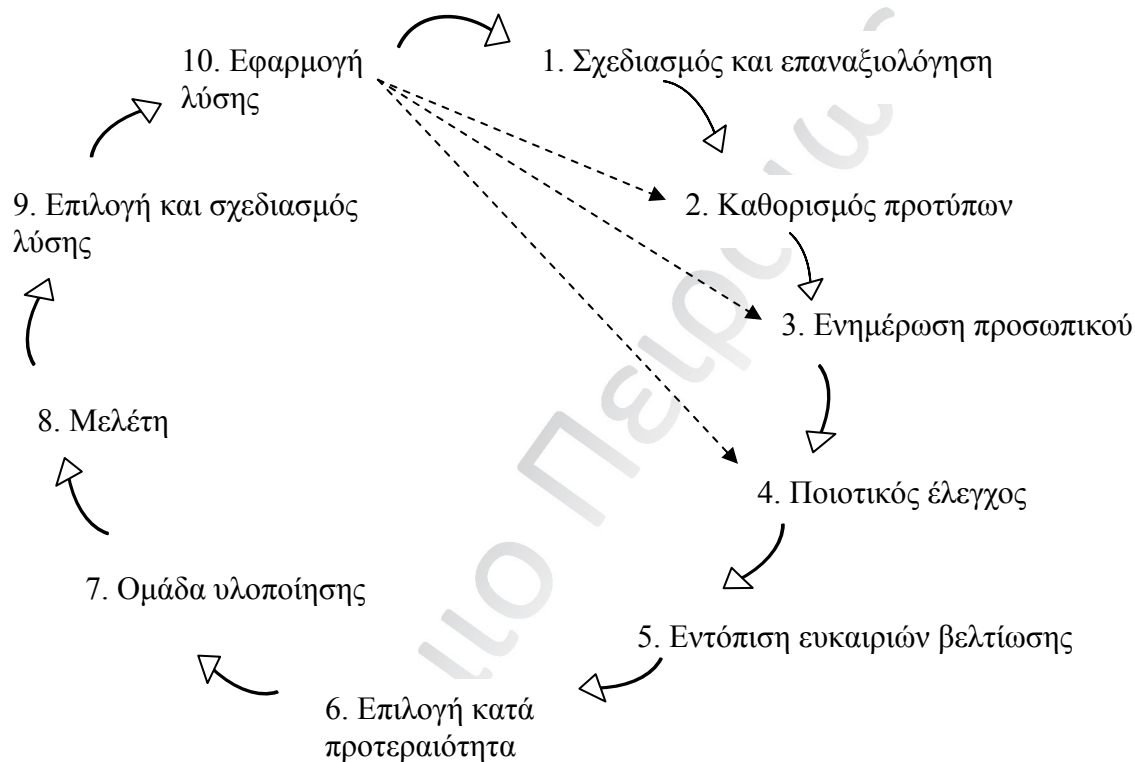 10. Εφαρμογή
λύσης
1. Σχεδιασμός και επαναξιολόγηση
2. Καθορισμός προτύπων
3. Ενημέρωση προσωπικού
4. Ποιοτικός έλεγχος
5. Εντόπιση ευκαιριών βελτίωσης
6. Επιλογή κατά
προτεραιότητα
7. Ομάδα υλοποίησης
8. Μελέτη
9. Επιλογή και σχεδιασμός
λύσης